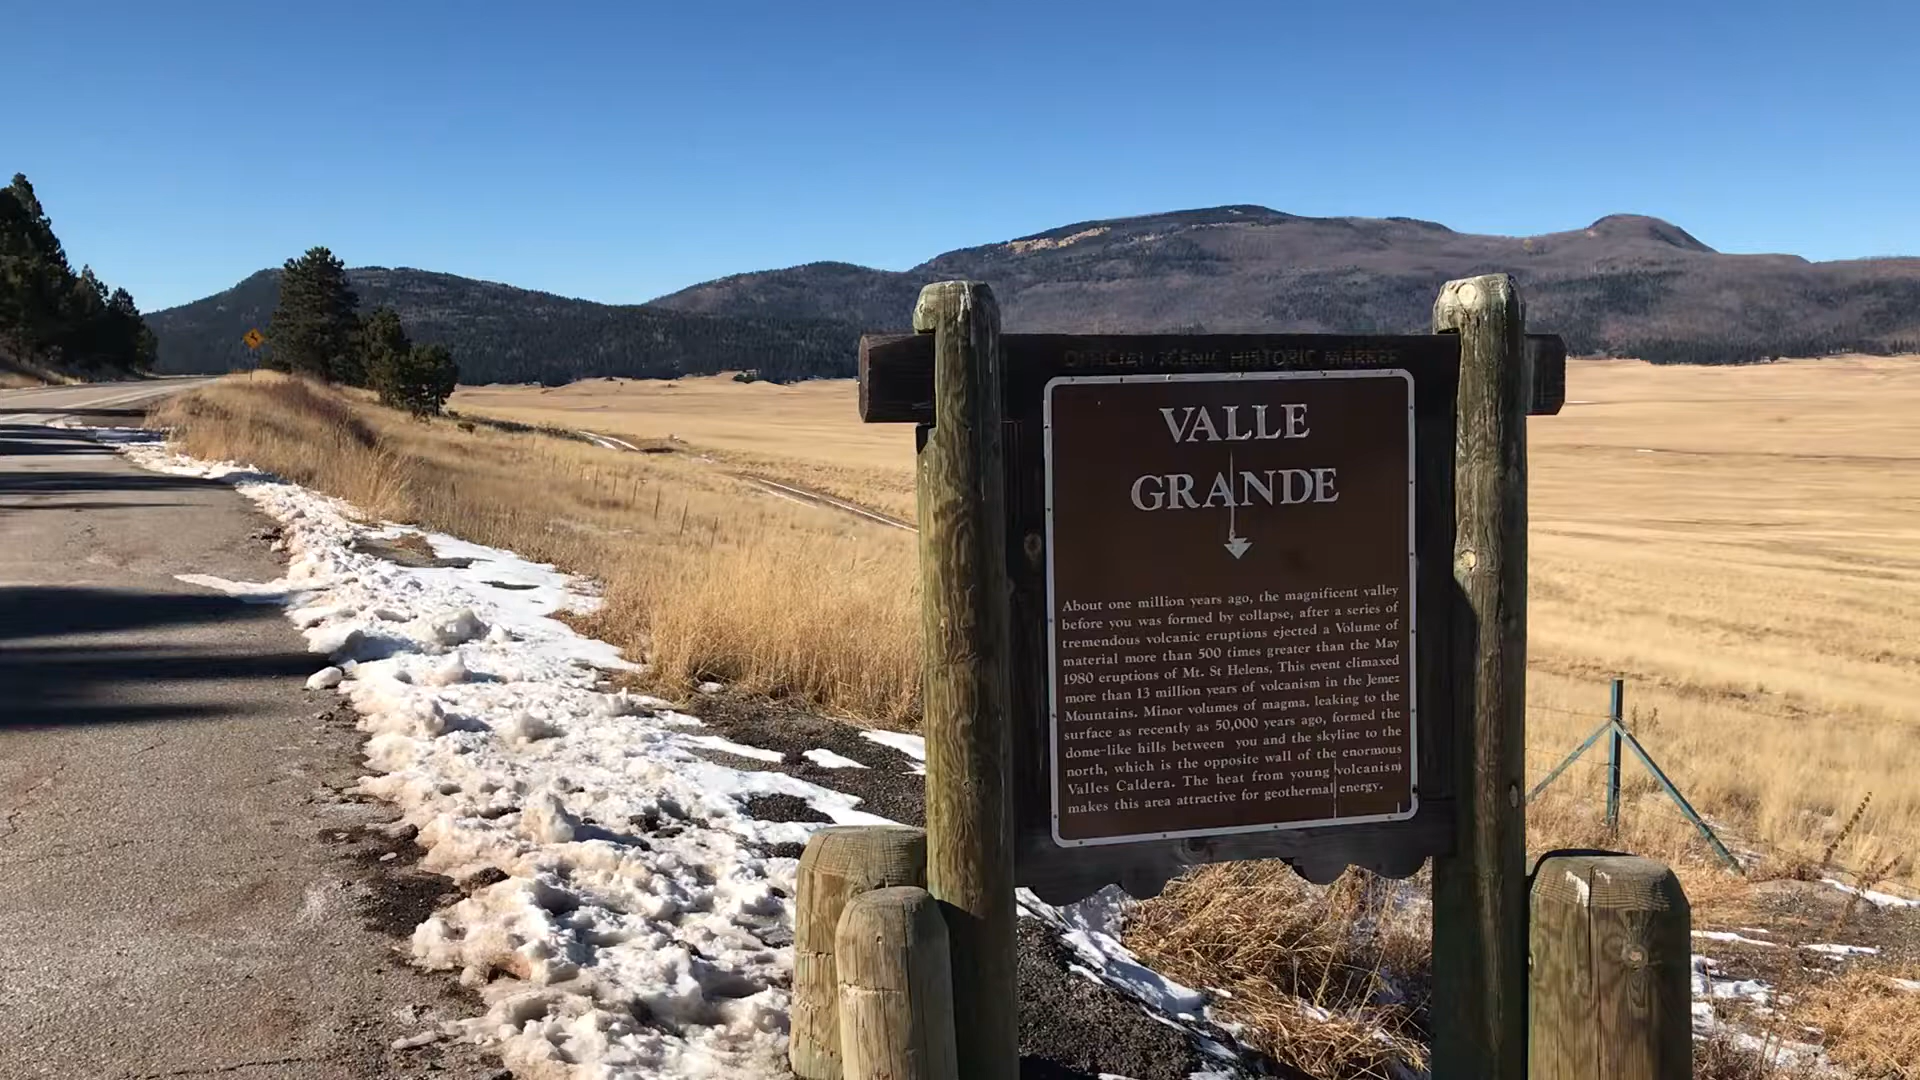 OFFICIAL SCENIC HISTORIC MARKER
VALLE
GRANDE
About one million years ago, the magnificent valley
before you was formed by collapse, after a series of
tremendous volcanic eruptions ejected a Volume of
material more than 500 times greater than the May
1980 eruptions of Mt. St Helens. This event climaxed
more than 13 million years of volcanism in the Jemez
Mountains. Minor volumes of magma, leaking to the
surface as recently as 50,000 years ago, formed the
dome-like hills between you and the skyline to the
north, which is the opposite wall of the enormous
Valles Caldera. The heat from young volcanism
makes this area attractive for geothermal energy.